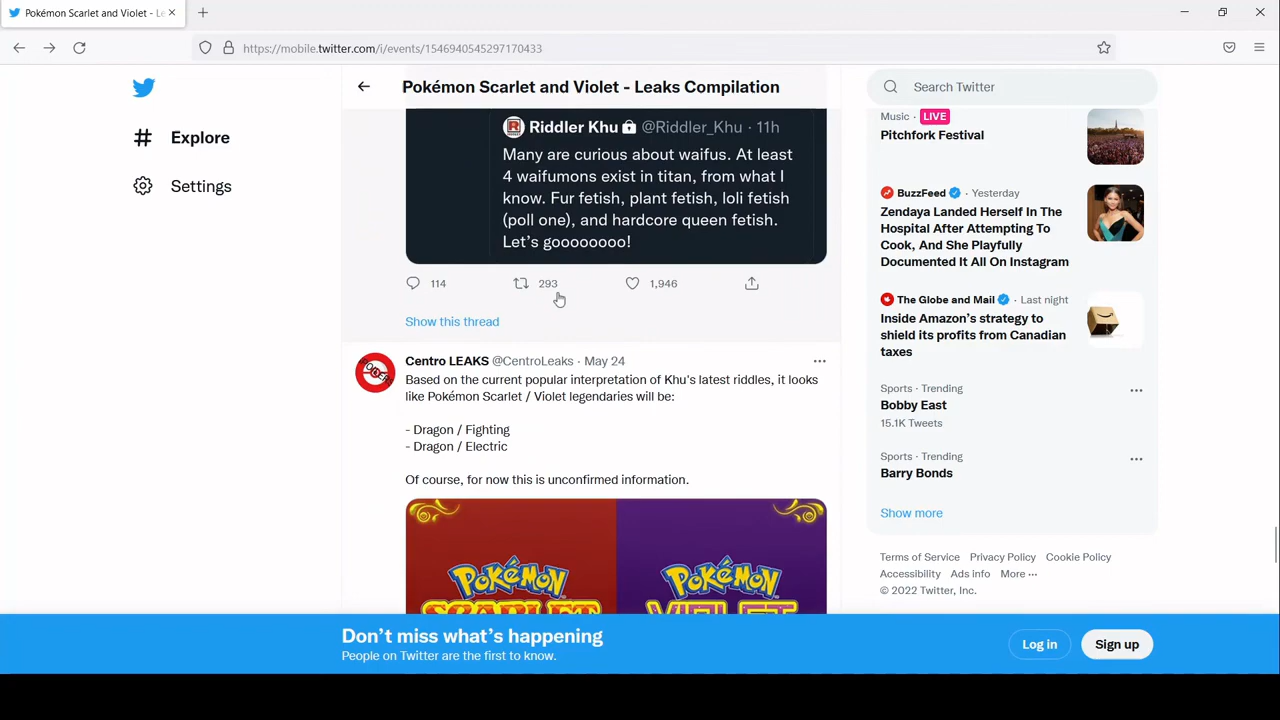 Pokémon Scarlet and Violet - Le
https://mobile.twitter.com/i/events/1546940545297170433
Explore
Settings
Pokémon Scarlet and Violet - Leaks Compilation
Riddler Khu @Riddler_Khu · 11h
Many are curious about waifus. At least
4 waifumons exist in titan, from what I
know. Fur fetish, plant fetish, loli fetish
(poll one), and hardcore queen fetish.
Let's goooooooo!
114 293 1,946
Show this thread
Centro LEAKS @CentroLeaks · May 24
Based on the current popular interpretation of Khu's latest riddles, it looks
like Pokémon Scarlet / Violet legendaries will be:
- Dragon / Fighting
- Dragon / Electric
Of course, for now this is unconfirmed information.
POKéMON
SCARLET
POKéMON
VIOLET
Search Twitter
Music · LIVE
Pitchfork Festival
BuzzFeed · Yesterday
Zendaya Landed Herself In The
Hospital After Attempting To
Cook, And She Playfully
Documented It All On Instagram
The Globe and Mail · Last night
Inside Amazon's strategy to
shield its profits from Canadian
taxes
Sports · Trending
Bobby East
15.1K Tweets
Sports · Trending
Barry Bonds
Show more
Terms of Service Privacy Policy Cookie Policy
Accessibility Ads info More ···
© 2022 Twitter, Inc.
Don't miss what's happening
People on Twitter are the first to know.
Log in
Sign up